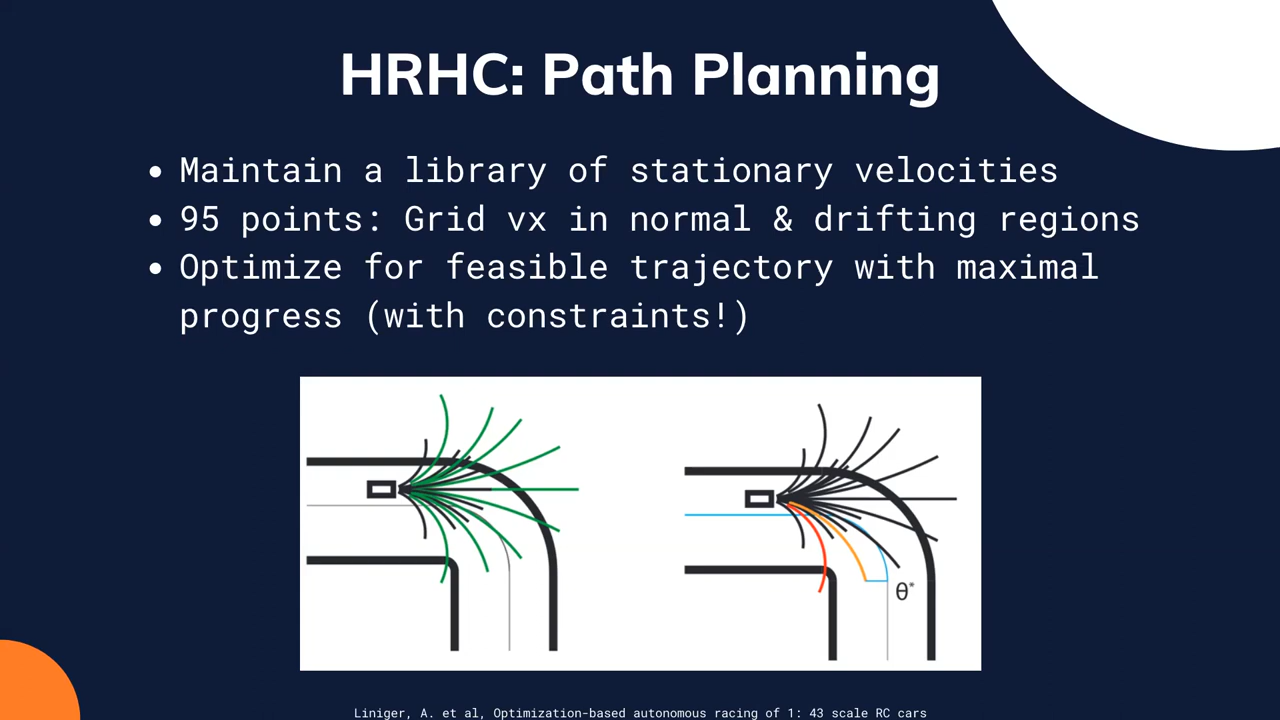 HRHC: Path Planning
• Maintain a library of stationary velocities
• 95 points: Grid vx in normal & drifting regions
• Optimize for feasible trajectory with maximal
progress (with constraints!)
θ*
Liniger, A. et al, Optimization-based autonomous racing of 1: 43 scale RC cars